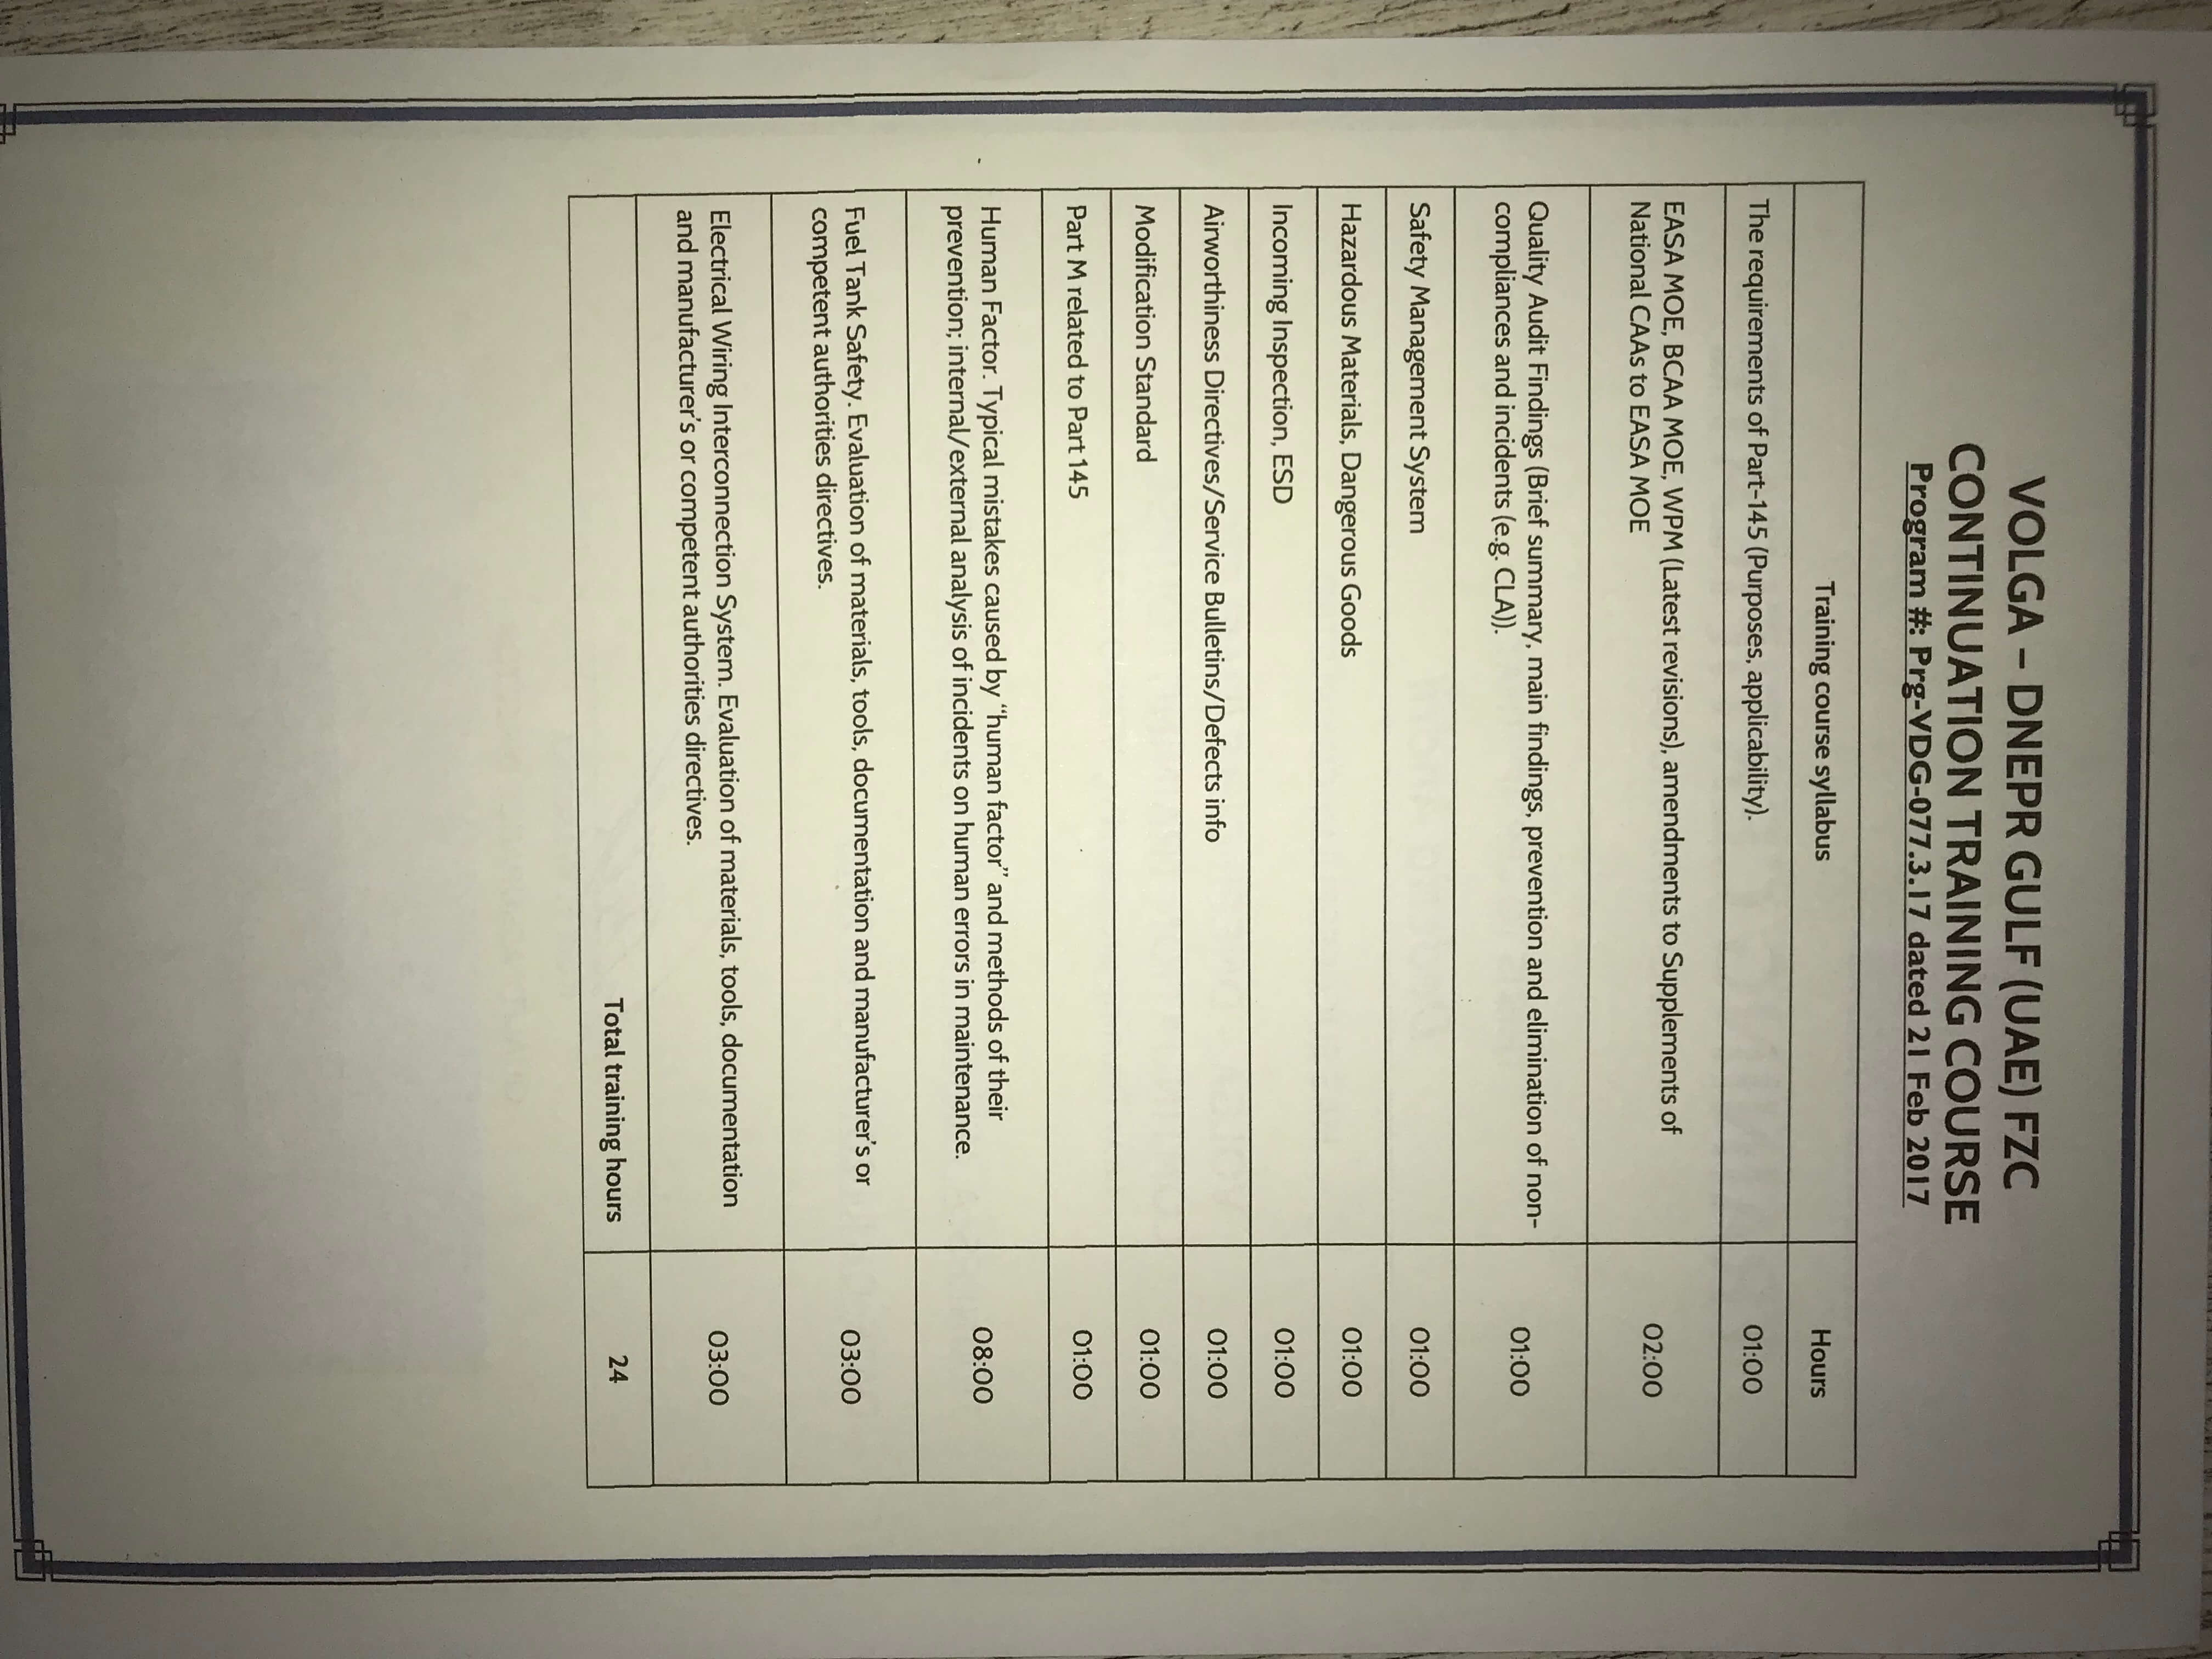 VOLGA – DNEPR GULF (UAE) FZC
CONTINUATION TRAINING COURSE
Program #: Prg-VDG-077.3.17 dated 21 Feb 2017
Training course syllabus Hours
The requirements of Part-145 (Purposes, applicability). 01:00
EASA MOE, BCAA MOE, WPM (Latest revisions), amendments to Supplements of
National CAAs to EASA MOE 02:00
Quality Audit Findings (Brief summary, main findings, prevention and elimination of non-
compliances and incidents (e.g. CLA)). 01:00
Safety Management System 01:00
Hazardous Materials, Dangerous Goods 01:00
Incoming Inspection, ESD 01:00
Airworthiness Directives/Service Bulletins/Defects info 01:00
Modification Standard 01:00
Part M related to Part 145 01:00
Human Factor. Typical mistakes caused by “human factor” and methods of their
prevention; internal/external analysis of incidents on human errors in maintenance. 08:00
Fuel Tank Safety. Evaluation of materials, tools, documentation and manufacturer's or
competent authorities directives. 03:00
Electrical Wiring Interconnection System. Evaluation of materials, tools, documentation
and manufacturer's or competent authorities directives. 03:00
Total training hours 24